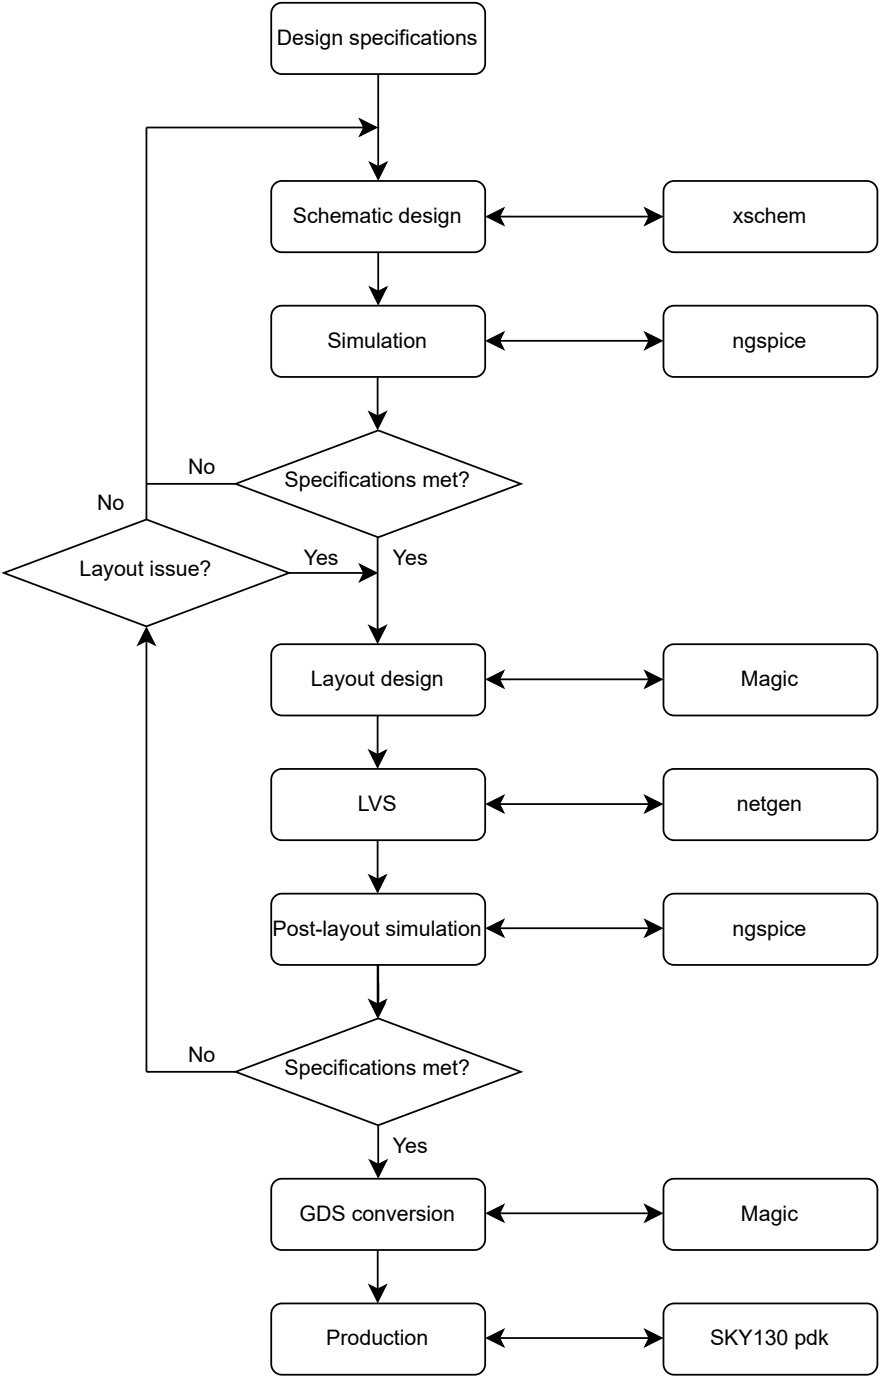 Design specifications
Schematic design
xschem
Simulation
ngspice
Specifications met?
No
No
Layout issue?
Yes
Yes
Layout design
Magic
LVS
netgen
Post-layout simulation
ngspice
Specifications met?
No
Yes
GDS conversion
Magic
Production
SKY130 pdk